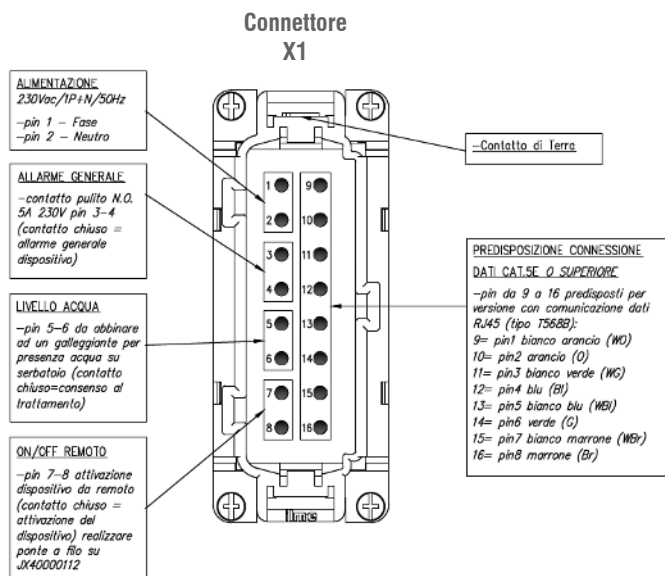 Connettore
X1
ALIMENTAZIONE
230Vac/1P+N/50Hz
-pin 1 - Fase
-pin 2 - Neutro
ALLARME GENERALE
-contatto pulito N.O.
5A 230V pin 3-4
(contatto chiuso =
allarme generale
dispositivo)
LIVELLO ACQUA
-pin 5-6 da abbinare
ad un galleggiante per
presenza acqua su
serbatoio (contatto
chiuso=consenso al
trattamento)
ON/OFF REMOTO
-pin 7-8 attivazione
dispositivo da remoto
(contatto chiuso =
attivazione del
dispositivo) realizzare
ponte a filo su
JX40000112
1 9
2 10
3 11
4 12
5 13
6 14
7 15
8 16
ilme
-Contatto di Terra
PREDISPOSIZIONE CONNESSIONE
DATI CAT.5E O SUPERIORE
-pin da 9 a 16 predisposti per
versione con comunicazione dati
RJ45 (tipo T568B):
9= pin1 bianco arancio (WO)
10= pin2 arancio (O)
11= pin3 bianco verde (WG)
12= pin4 blu (Bl)
13= pin5 bianco blu (WBl)
14= pin6 verde (G)
15= pin7 bianco marrone (WBr)
16= pin8 marrone (Br)